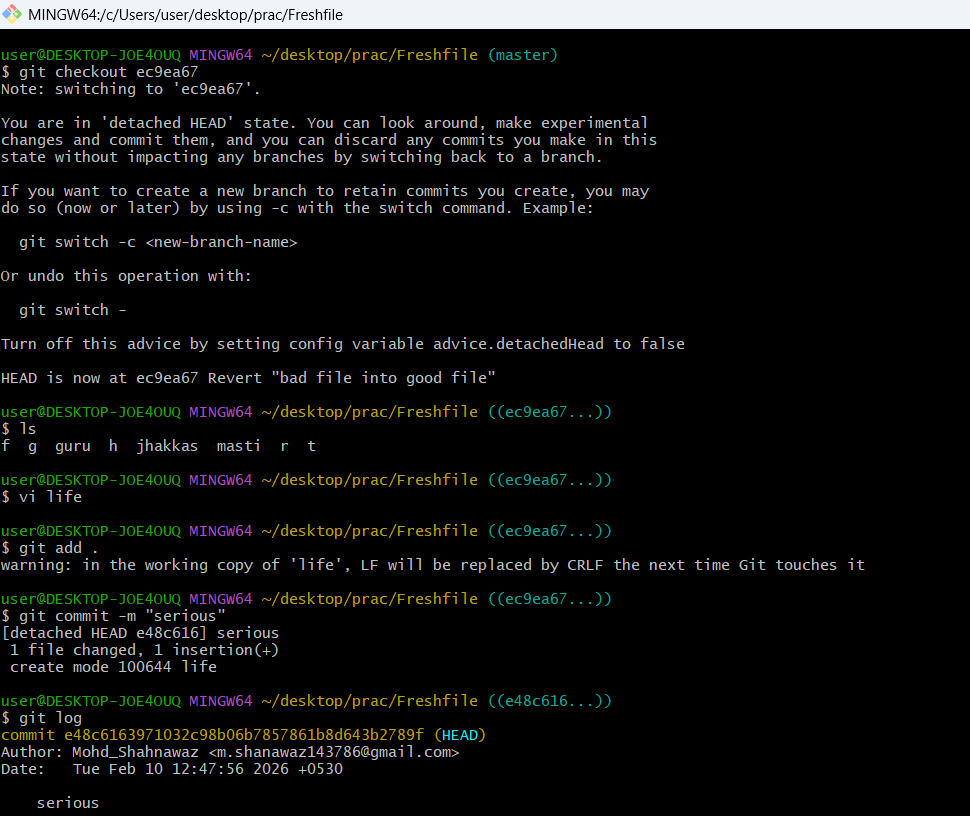 MINGW64:/c/Users/user/desktop/prac/Freshfile
user@DESKTOP-JOE4OUQ MINGW64 ~/desktop/prac/Freshfile (master)
$ git checkout ec9ea67
Note: switching to 'ec9ea67'.
You are in 'detached HEAD' state. You can look around, make experimental
changes and commit them, and you can discard any commits you make in this
state without impacting any branches by switching back to a branch.
If you want to create a new branch to retain commits you create, you may
do so (now or later) by using -c with the switch command. Example:
git switch -c <new-branch-name>
Or undo this operation with:
git switch -
Turn off this advice by setting config variable advice.detachedHead to false
HEAD is now at ec9ea67 Revert "bad file into good file"
user@DESKTOP-JOE4OUQ MINGW64 ~/desktop/prac/Freshfile ((ec9ea67...))
$ ls
f  g  guru  h  jhakkas  masti  r  t
user@DESKTOP-JOE4OUQ MINGW64 ~/desktop/prac/Freshfile ((ec9ea67...))
$ vi life
user@DESKTOP-JOE4OUQ MINGW64 ~/desktop/prac/Freshfile ((ec9ea67...))
$ git add .
warning: in the working copy of 'life', LF will be replaced by CRLF the next time Git touches it
user@DESKTOP-JOE4OUQ MINGW64 ~/desktop/prac/Freshfile ((ec9ea67...))
$ git commit -m "serious"
[detached HEAD e48c616] serious
1 file changed, 1 insertion(+)
create mode 100644 life
user@DESKTOP-JOE4OUQ MINGW64 ~/desktop/prac/Freshfile ((e48c616...))
$ git log
commit e48c6163971032c98b06b7857861b8d643b2789f (HEAD)
Author: Mohd_Shahnawaz <m.shanawaz143786@gmail.com>
Date:   Tue Feb 10 12:47:56 2026 +0530
serious